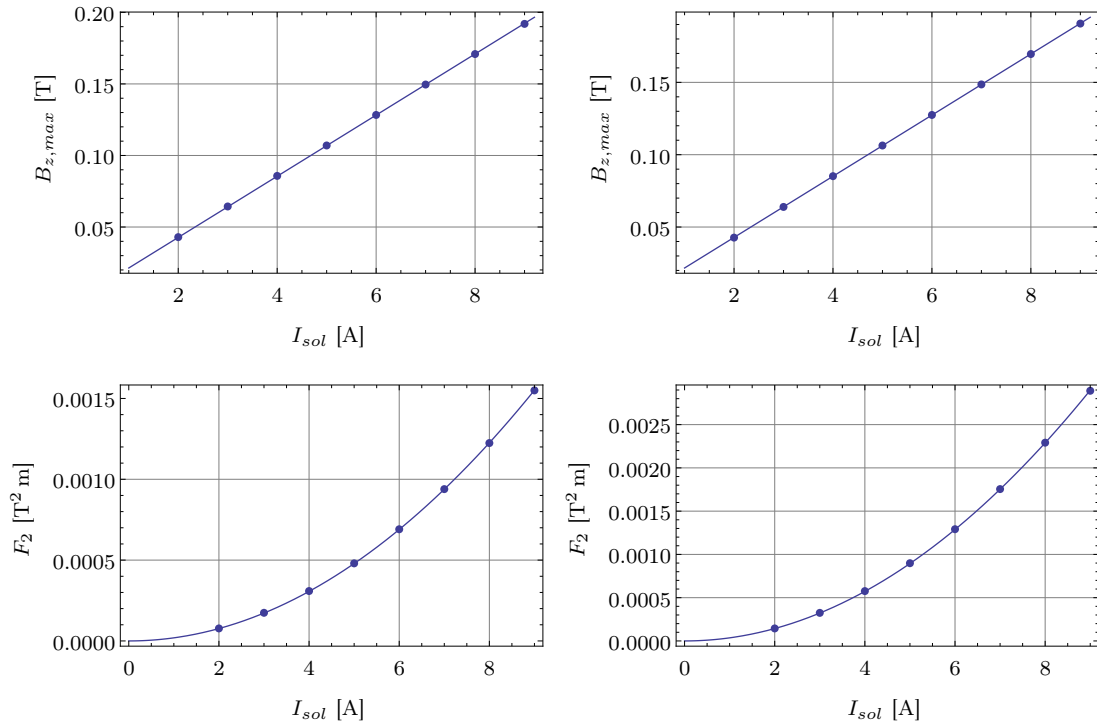 0.20
0.15
0.10
0.05
B_{z,max} [T]
2 4 6 8
I_{sol} [A]
0.15
0.10
0.05
B_{z,max} [T]
2 4 6 8
I_{sol} [A]
0.0015
0.0010
0.0005
0.0000
F_2 [T^2 m]
0 2 4 6 8
I_{sol} [A]
0.0025
0.0020
0.0015
0.0010
0.0005
0.0000
F_2 [T^2 m]
0 2 4 6 8
I_{sol} [A]